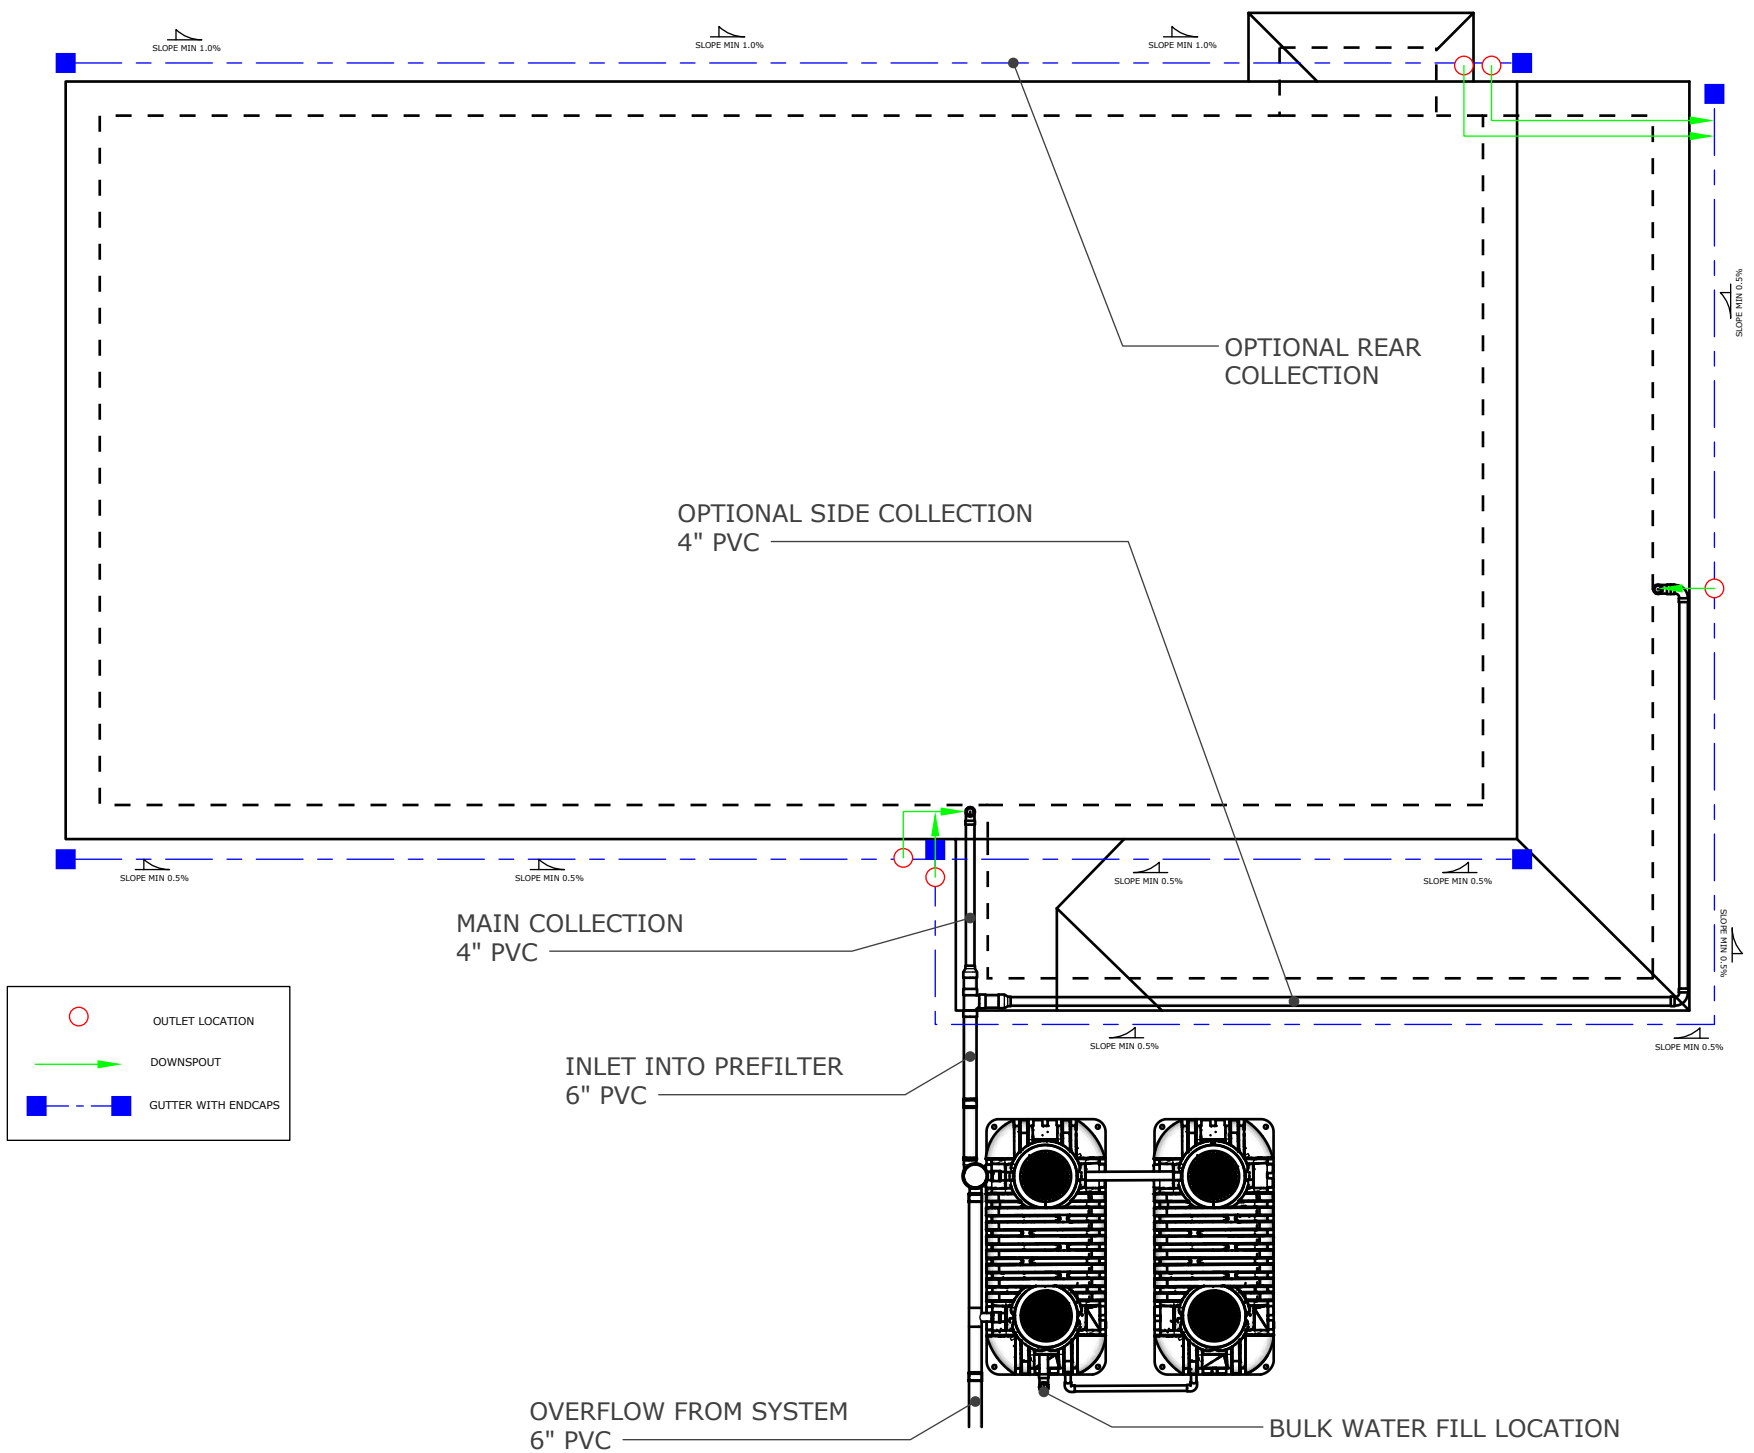 SLOPE MIN 1.0%
SLOPE MIN 1.0%
SLOPE MIN 1.0%
SLOPE MIN 0.5%
OPTIONAL REAR
COLLECTION
OPTIONAL SIDE COLLECTION
4" PVC
SLOPE MIN 0.5%
SLOPE MIN 0.5%
SLOPE MIN 0.5%
SLOPE MIN 0.5%
MAIN COLLECTION
4" PVC
SLOPE MIN 0.5%
OUTLET LOCATION
DOWNSPOUT
GUTTER WITH ENDCAPS
SLOPE MIN 0.5%
SLOPE MIN 0.5%
INLET INTO PREFILTER
6" PVC
OVERFLOW FROM SYSTEM
6" PVC
BULK WATER FILL LOCATION